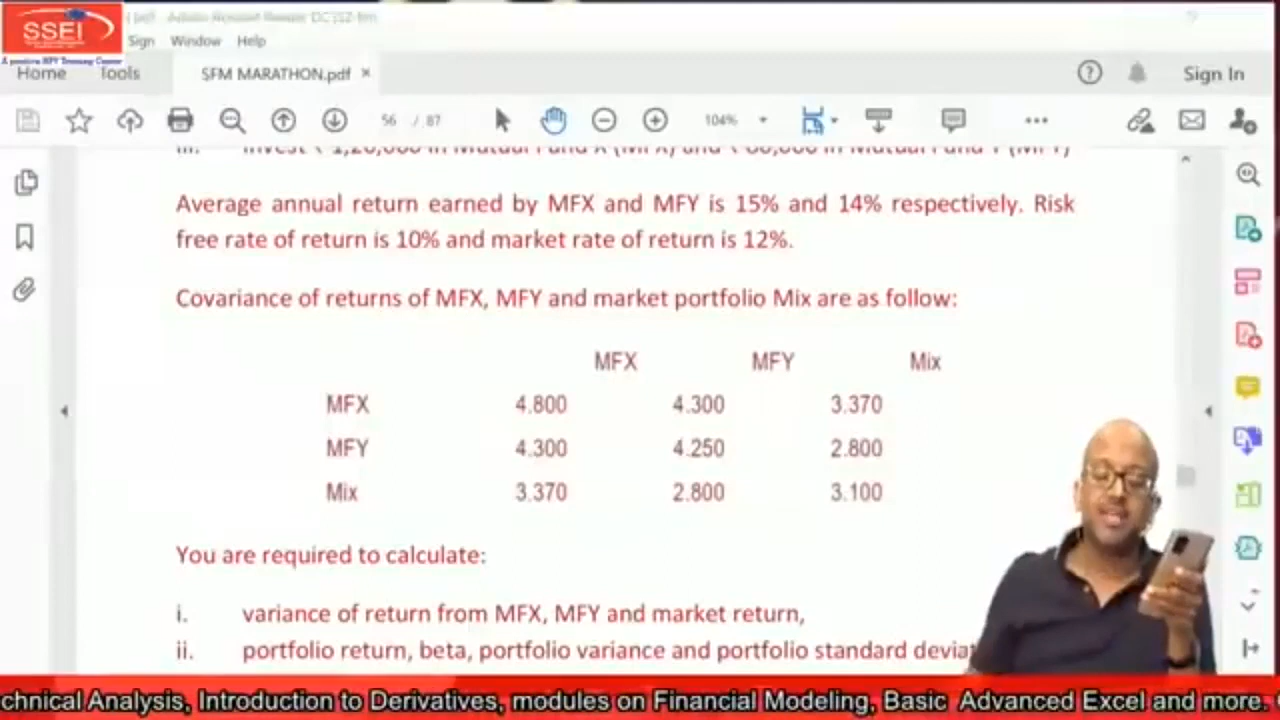 SSEI
Sign Window Help
Home Tools SFM MARATHON.pdf × Sign In
56 / 87 104%
Average annual return earned by MFX and MFY is 15% and 14% respectively. Risk
free rate of return is 10% and market rate of return is 12%.
Covariance of returns of MFX, MFY and market portfolio Mix are as follow:
MFX MFY Mix
MFX 4.800 4.300 3.370
MFY 4.300 4.250 2.800
Mix 3.370 2.800 3.100
You are required to calculate:
i. variance of return from MFX, MFY and market return,
ii. portfolio return, beta, portfolio variance and portfolio standard deviat
chnical Analysis, Introduction to Derivatives, modules on Financial Modeling, Basic Advanced Excel and more.